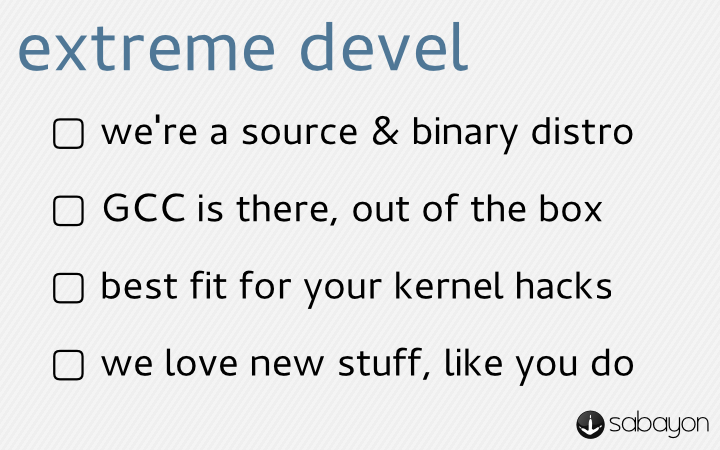 extreme devel
we're a source & binary distro
GCC is there, out of the box
best fit for your kernel hacks
we love new stuff, like you do
sabayon